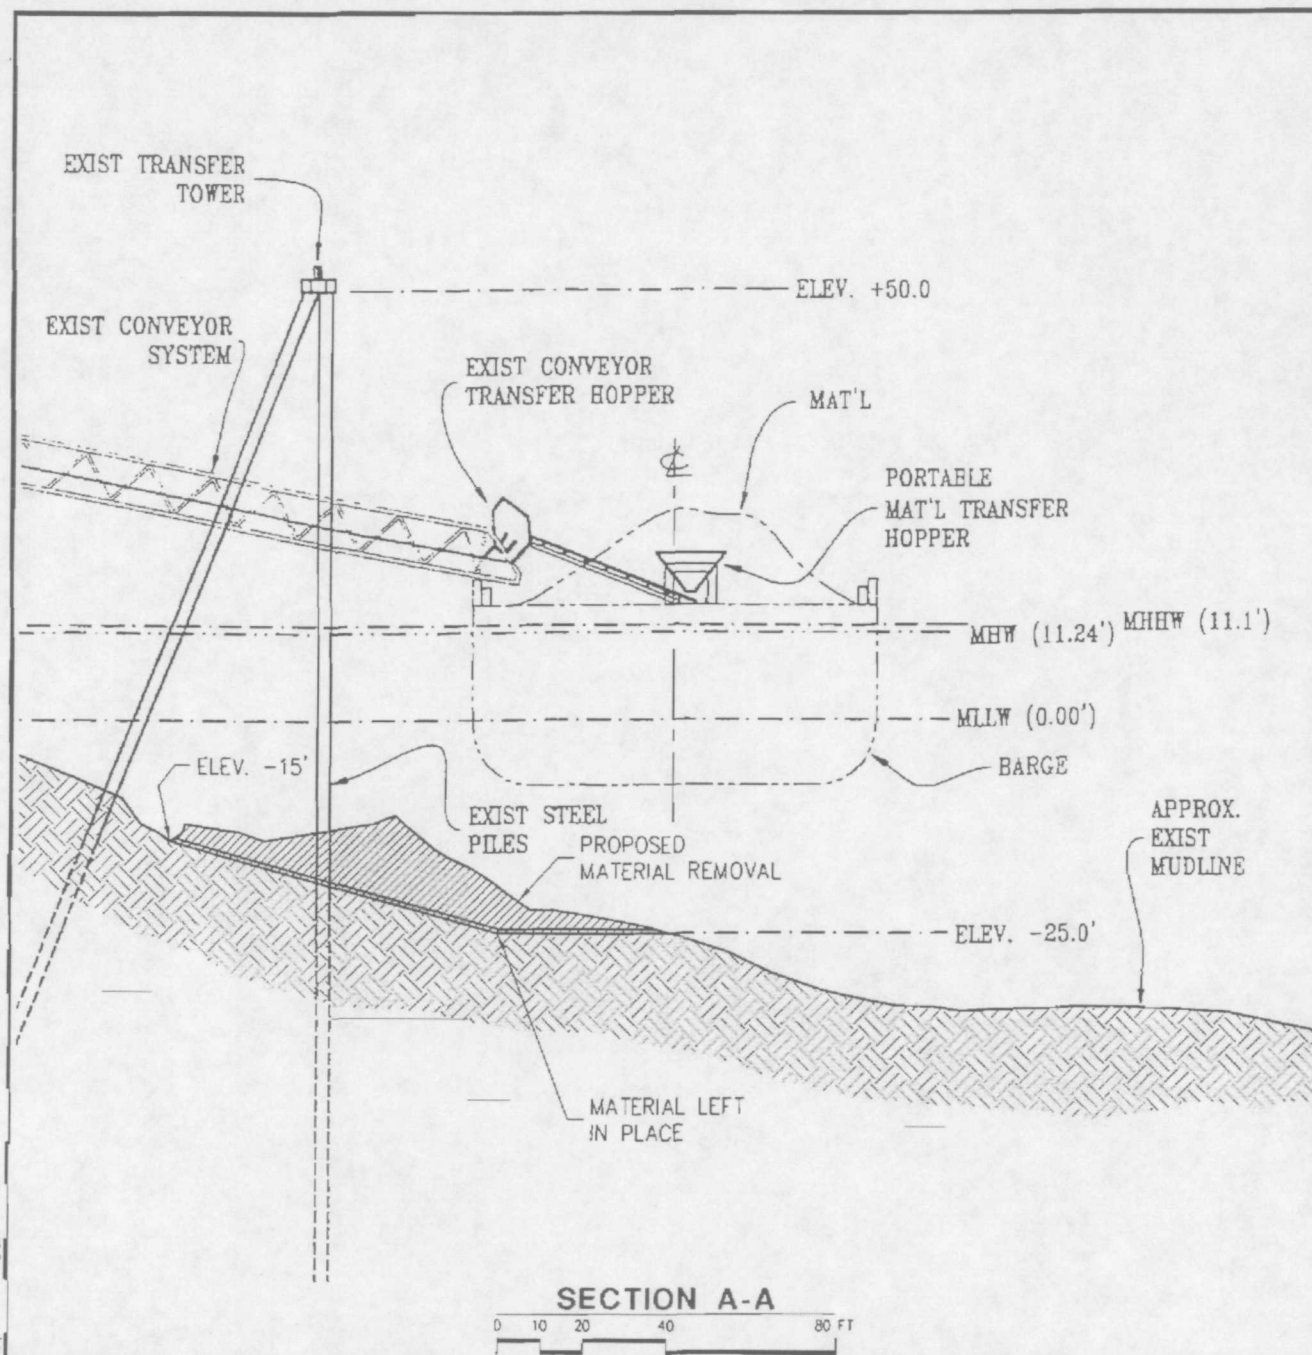 EXIST TRANSFER
TOWER
ELEV. +50.0
EXIST CONVEYOR
SYSTEM
EXIST CONVEYOR
TRANSFER HOPPER
MAT'L
℄
PORTABLE
MAT'L TRANSFER
HOPPER
MHW (11.24')
MHHW (11.1')
MLLW (0.00')
BARGE
ELEV. -15'
EXIST STEEL
PILES
PROPOSED
MATERIAL REMOVAL
APPROX.
EXIST
MUDLINE
ELEV. -25.0'
MATERIAL LEFT
IN PLACE
SECTION A-A
0 10 20 40 80 FT